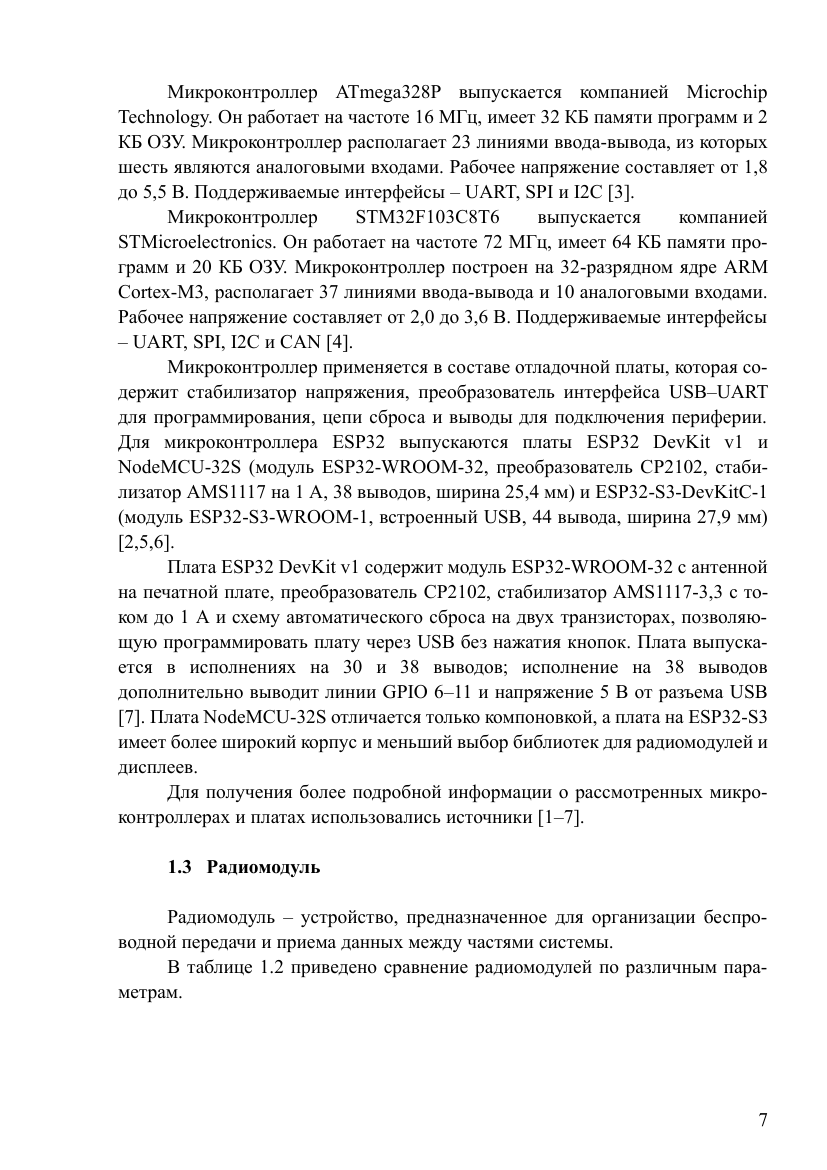 Микроконтроллер ATmega328P выпускается компанией Microchip
Technology. Он работает на частоте 16 МГц, имеет 32 КБ памяти программ и 2
КБ ОЗУ. Микроконтроллер располагает 23 линиями ввода-вывода, из которых
шесть являются аналоговыми входами. Рабочее напряжение составляет от 1,8
до 5,5 В. Поддерживаемые интерфейсы – UART, SPI и I2C [3].
Микроконтроллер STM32F103C8T6 выпускается компанией
STMicroelectronics. Он работает на частоте 72 МГц, имеет 64 КБ памяти про-
грамм и 20 КБ ОЗУ. Микроконтроллер построен на 32-разрядном ядре ARM
Cortex-M3, располагает 37 линиями ввода-вывода и 10 аналоговыми входами.
Рабочее напряжение составляет от 2,0 до 3,6 В. Поддерживаемые интерфейсы
– UART, SPI, I2C и CAN [4].
Микроконтроллер применяется в составе отладочной платы, которая со-
держит стабилизатор напряжения, преобразователь интерфейса USB–UART
для программирования, цепи сброса и выводы для подключения периферии.
Для микроконтроллера ESP32 выпускаются платы ESP32 DevKit v1 и
NodeMCU-32S (модуль ESP32-WROOM-32, преобразователь CP2102, стаби-
лизатор AMS1117 на 1 А, 38 выводов, ширина 25,4 мм) и ESP32-S3-DevKitC-1
(модуль ESP32-S3-WROOM-1, встроенный USB, 44 вывода, ширина 27,9 мм)
[2,5,6].
Плата ESP32 DevKit v1 содержит модуль ESP32-WROOM-32 с антенной
на печатной плате, преобразователь CP2102, стабилизатор AMS1117-3,3 с то-
ком до 1 А и схему автоматического сброса на двух транзисторах, позволяю-
щую программировать плату через USB без нажатия кнопок. Плата выпуска-
ется в исполнениях на 30 и 38 выводов; исполнение на 38 выводов
дополнительно выводит линии GPIO 6–11 и напряжение 5 В от разъема USB
[7]. Плата NodeMCU-32S отличается только компоновкой, а плата на ESP32-S3
имеет более широкий корпус и меньший выбор библиотек для радиомодулей и
дисплеев.
Для получения более подробной информации о рассмотренных микро-
контроллерах и платах использовались источники [1–7].
1.3 Радиомодуль
Радиомодуль – устройство, предназначенное для организации беспро-
водной передачи и приема данных между частями системы.
В таблице 1.2 приведено сравнение радиомодулей по различным пара-
метрам.
7